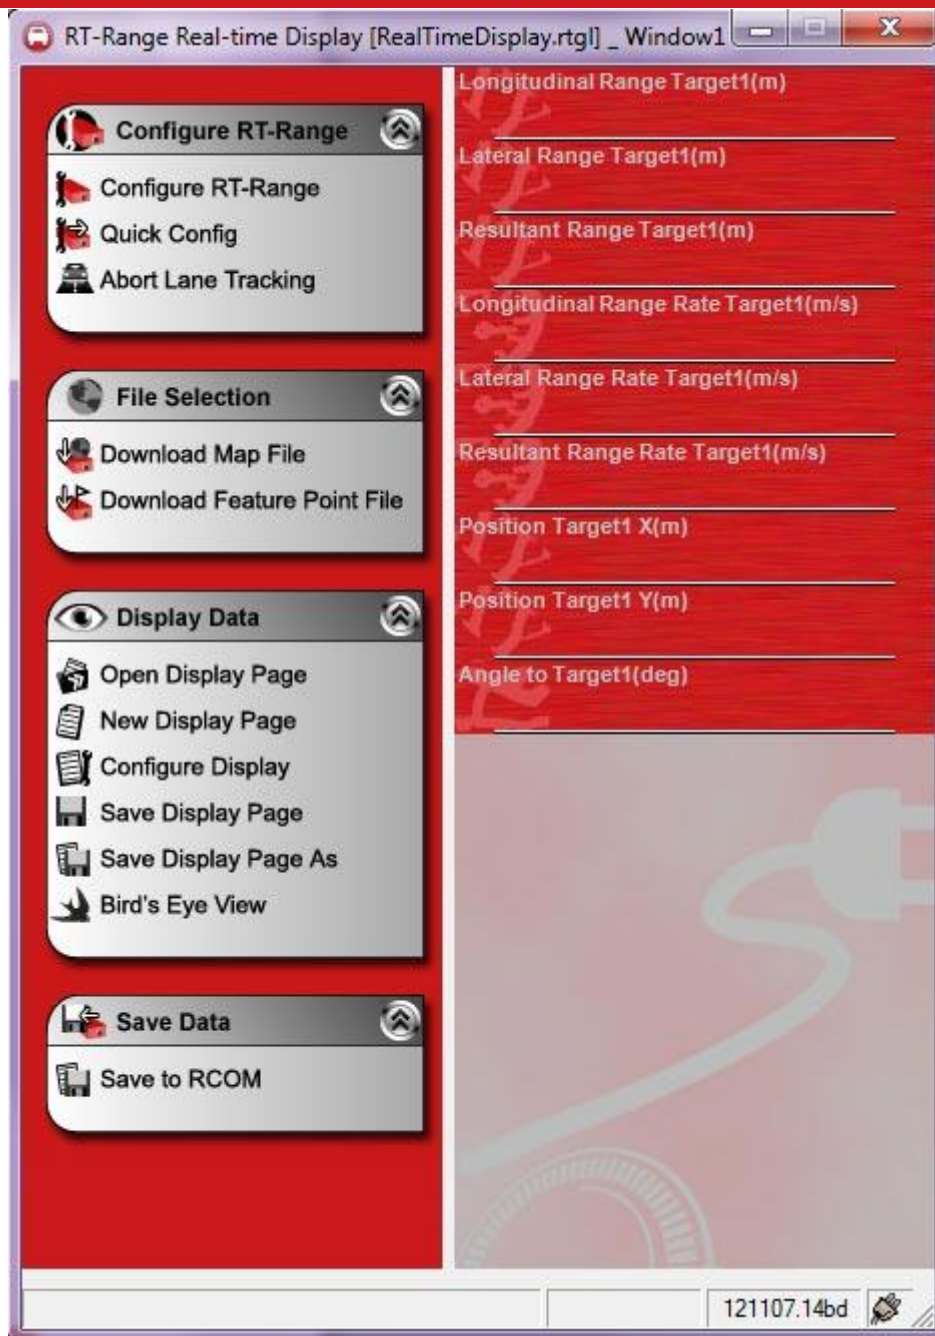 RT-Range Real-time Display [RealTimeDisplay.rtgl] _ Window1
Configure RT-Range
Configure RT-Range
Quick Config
Abort Lane Tracking
File Selection
Download Map File
Download Feature Point File
Display Data
Open Display Page
New Display Page
Configure Display
Save Display Page
Save Display Page As
Bird's Eye View
Save Data
Save to RCOM
Longitudinal Range Target1(m)
Lateral Range Target1(m)
Resultant Range Target1(m)
Longitudinal Range Rate Target1(m/s)
Lateral Range Rate Target1(m/s)
Resultant Range Rate Target1(m/s)
Position Target1 X(m)
Position Target1 Y(m)
Angle to Target1(deg)
121107.14bd